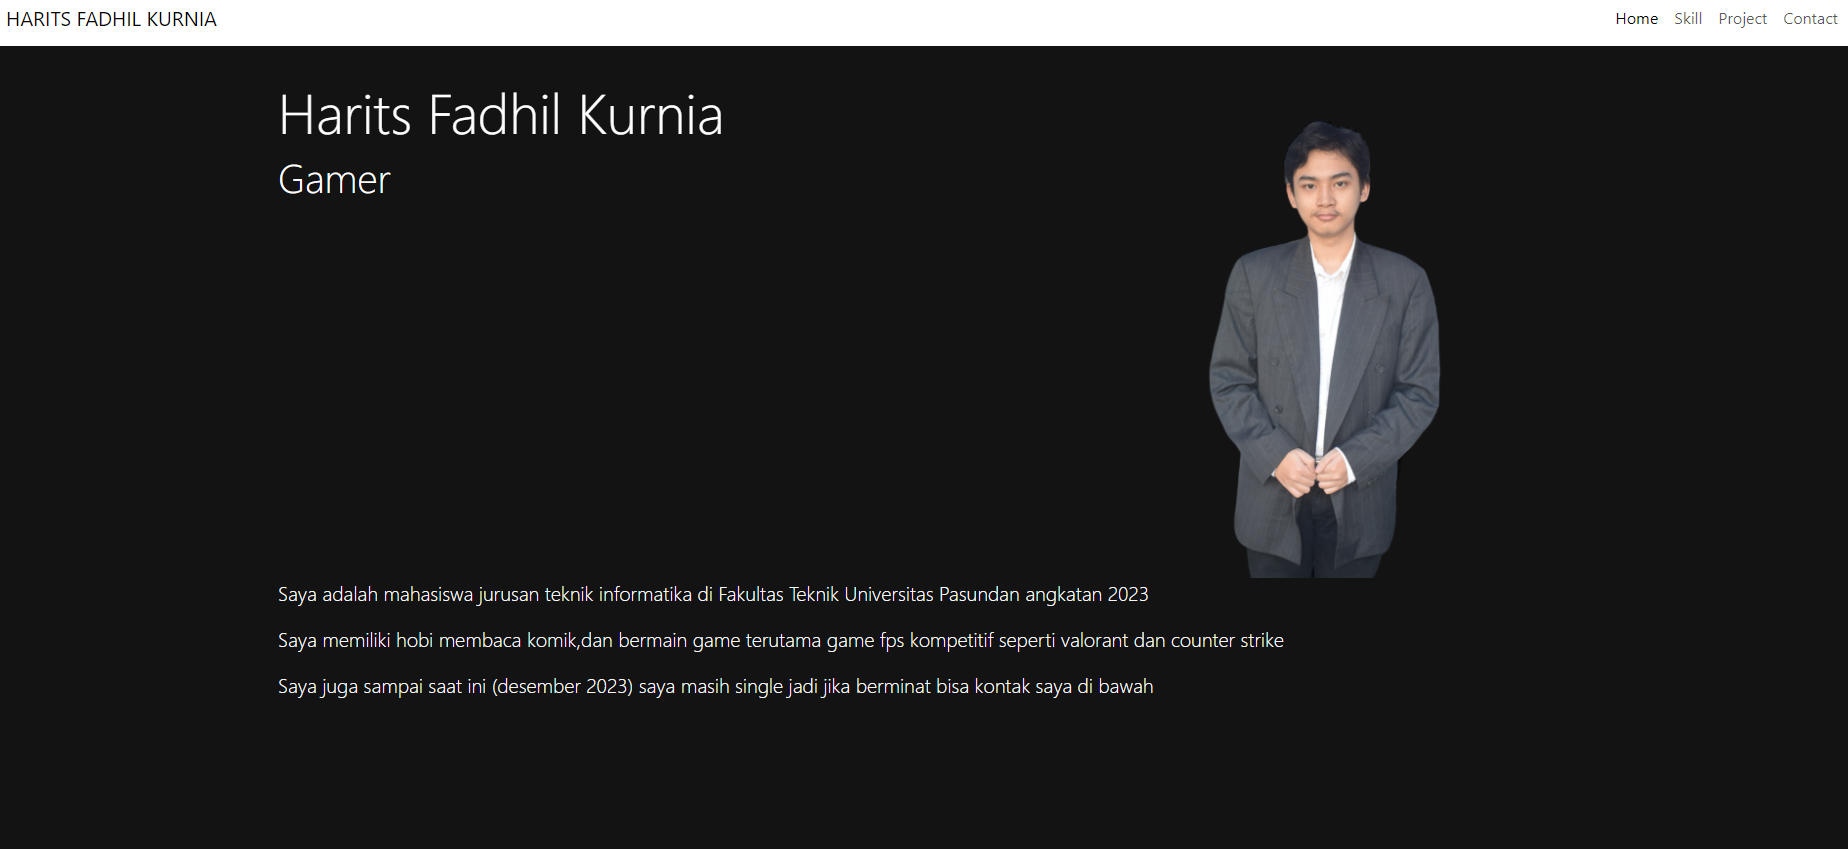 HARITS FADHIL KURNIA
Home Skill Project Contact
Harits Fadhil Kurnia
Gamer
Saya adalah mahasiswa jurusan teknik informatika di Fakultas Teknik Universitas Pasundan angkatan 2023
Saya memiliki hobi membaca komik,dan bermain game terutama game fps kompetitif seperti valorant dan counter strike
Saya juga sampai saat ini (desember 2023) saya masih single jadi jika berminat bisa kontak saya di bawah